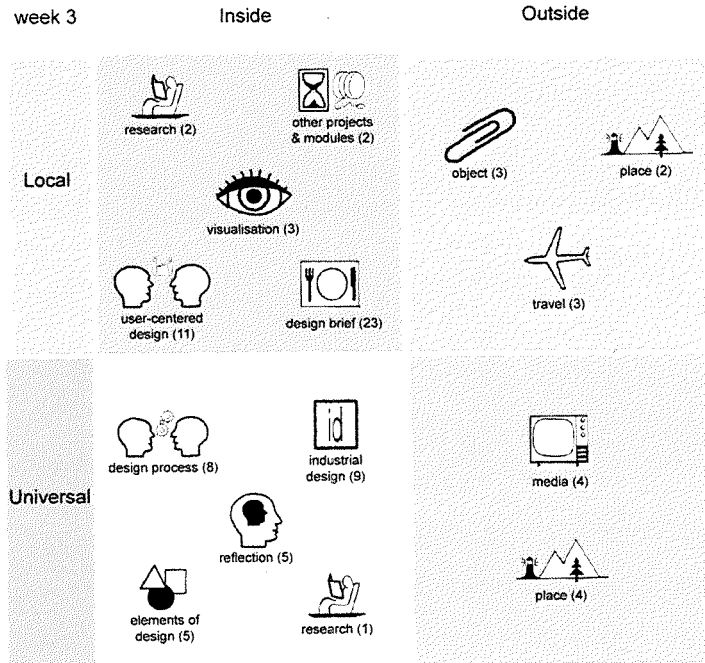 week 3
Inside
Outside
Local
research (2)
other projects
& modules (2)
visualisation (3)
user-centered
design (11)
design brief (23)
object (3)
place (2)
travel (3)
Universal
design process (8)
id
industrial
design (9)
reflection (5)
elements of
design (5)
research (1)
media (4)
place (4)